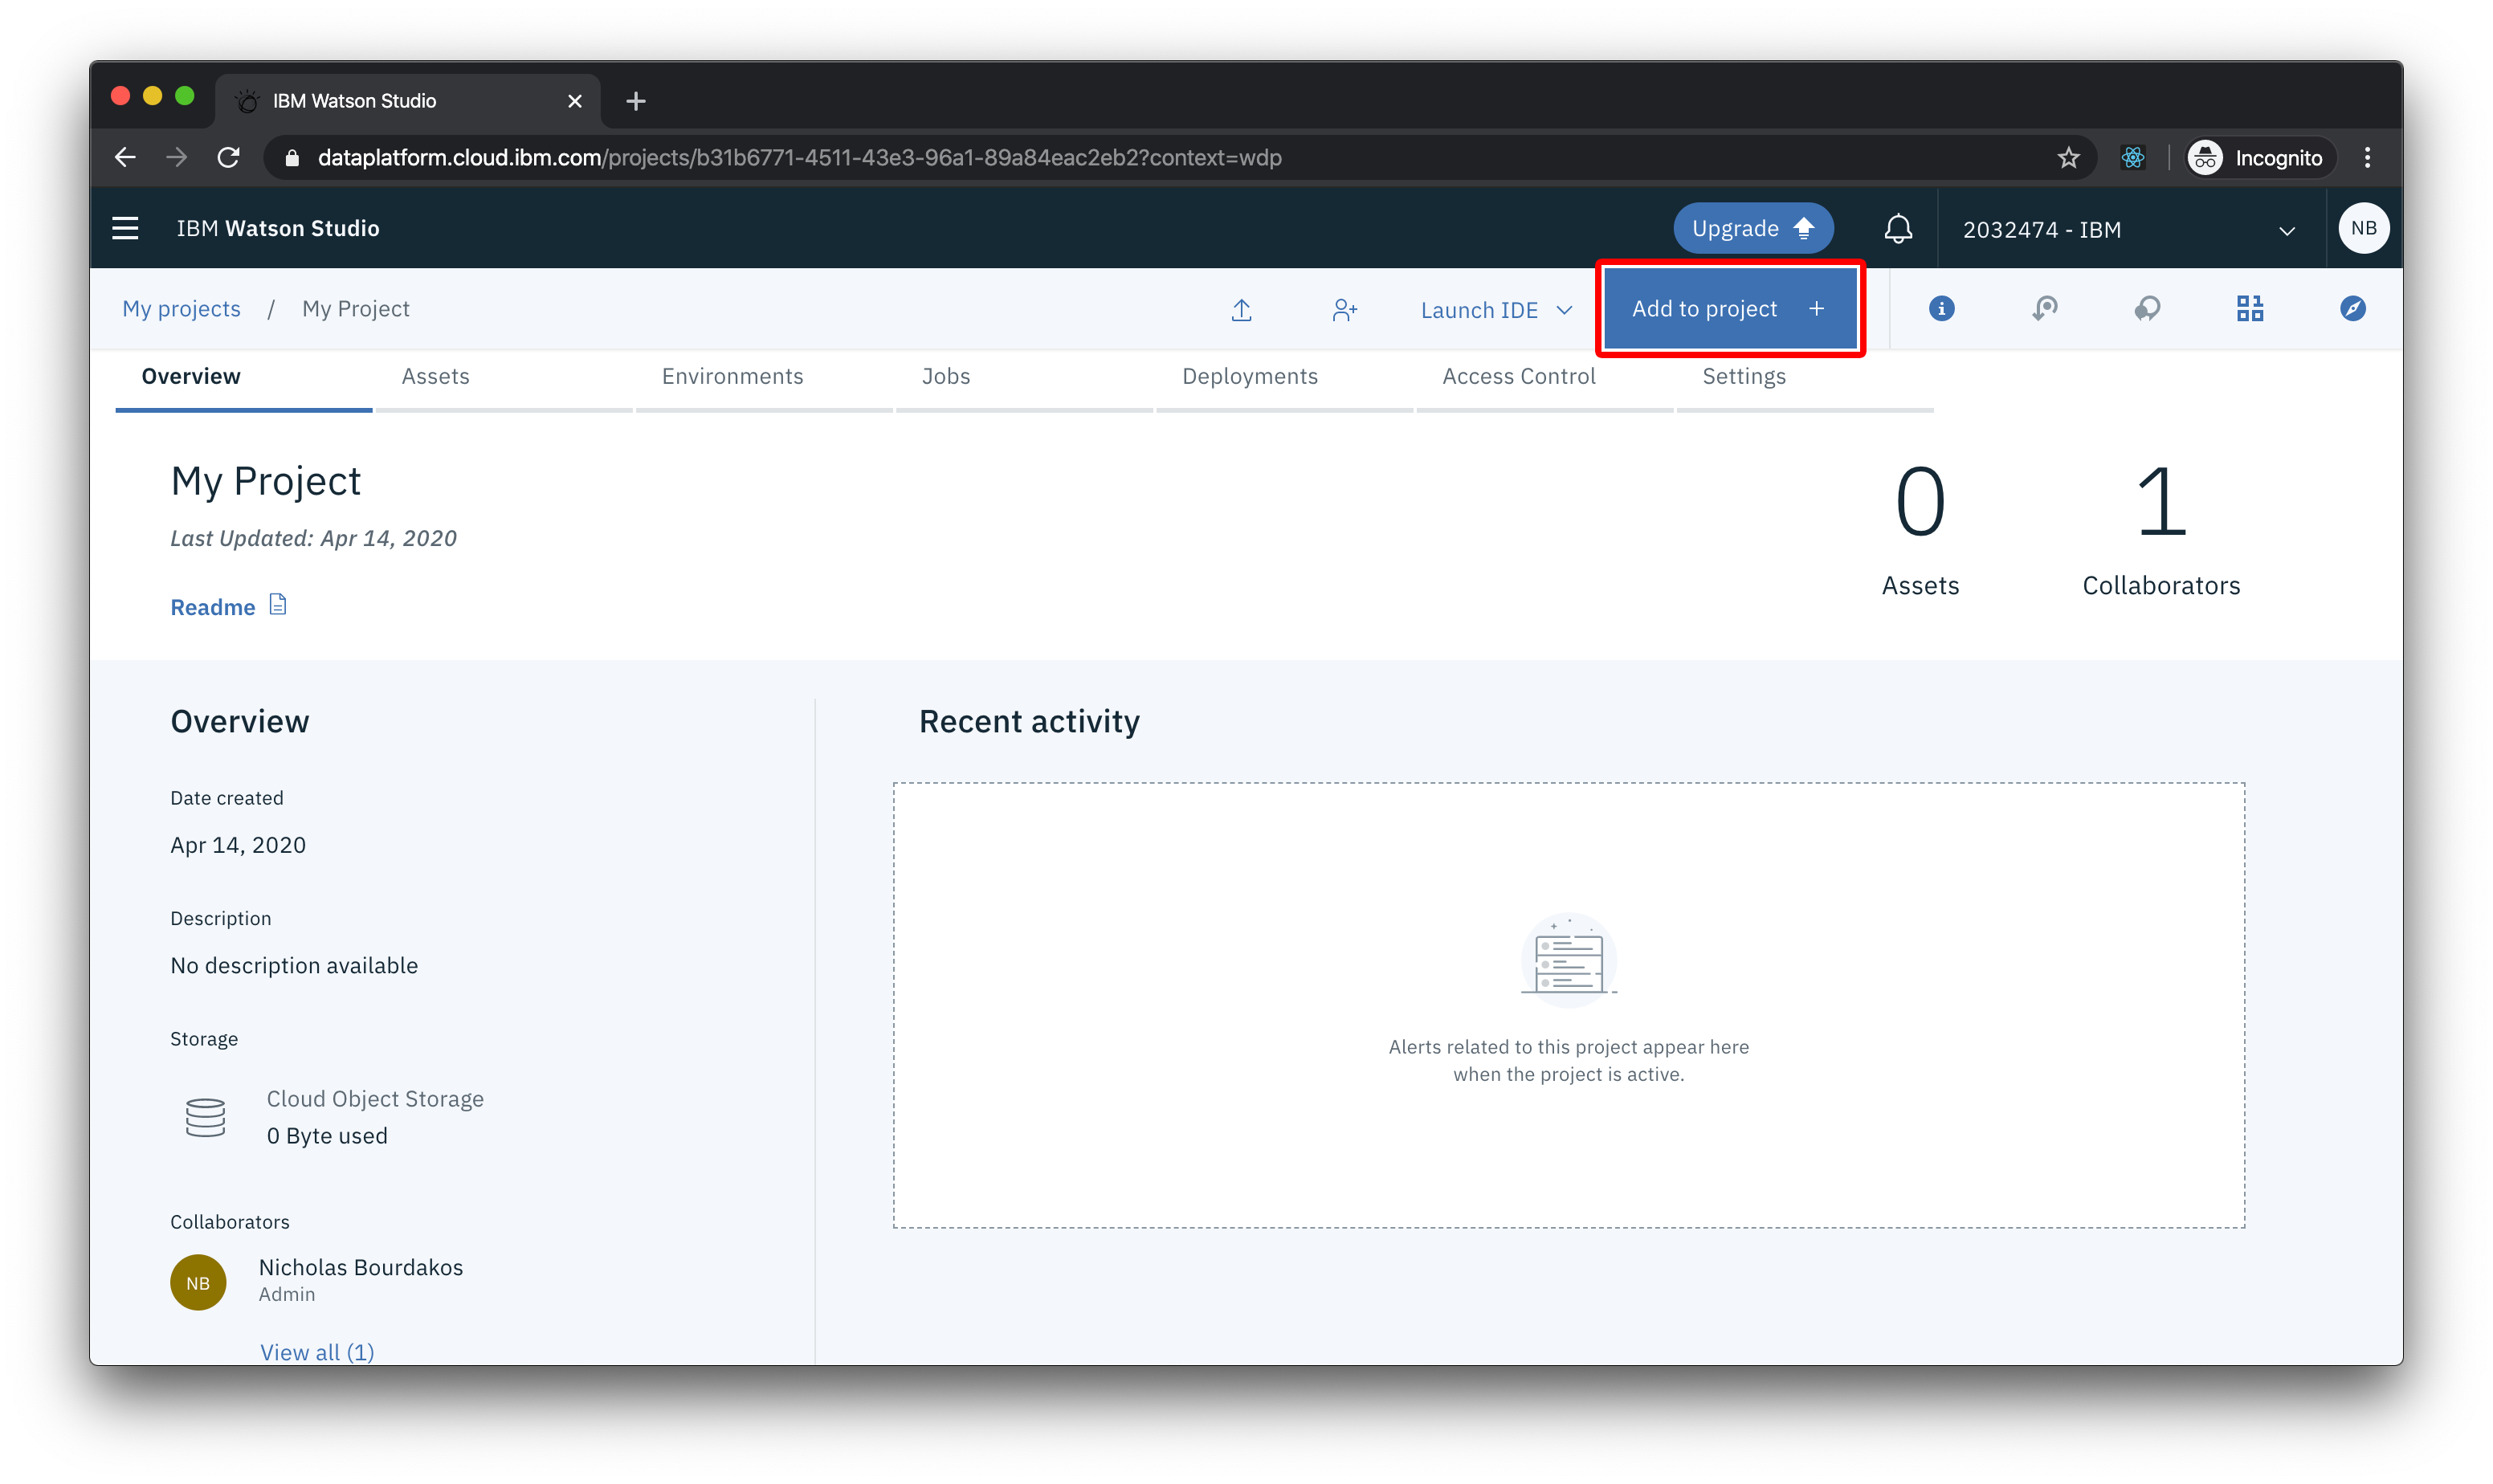 IBM Watson Studio
dataplatform.cloud.ibm.com/projects/b31b6771-4511-43e3-96a1-89a84eac2eb2?context=wdp
Incognito
IBM Watson Studio
Upgrade
2032474 - IBM
NB
My projects / My Project
Launch IDE
Add to project +
Overview
Assets
Environments
Jobs
Deployments
Access Control
Settings
My Project
Last Updated: Apr 14, 2020
Readme
0
Assets
1
Collaborators
Overview
Date created
Apr 14, 2020
Description
No description available
Storage
Cloud Object Storage
0 Byte used
Collaborators
NB
Nicholas Bourdakos
Admin
View all (1)
Recent activity
Alerts related to this project appear here
when the project is active.